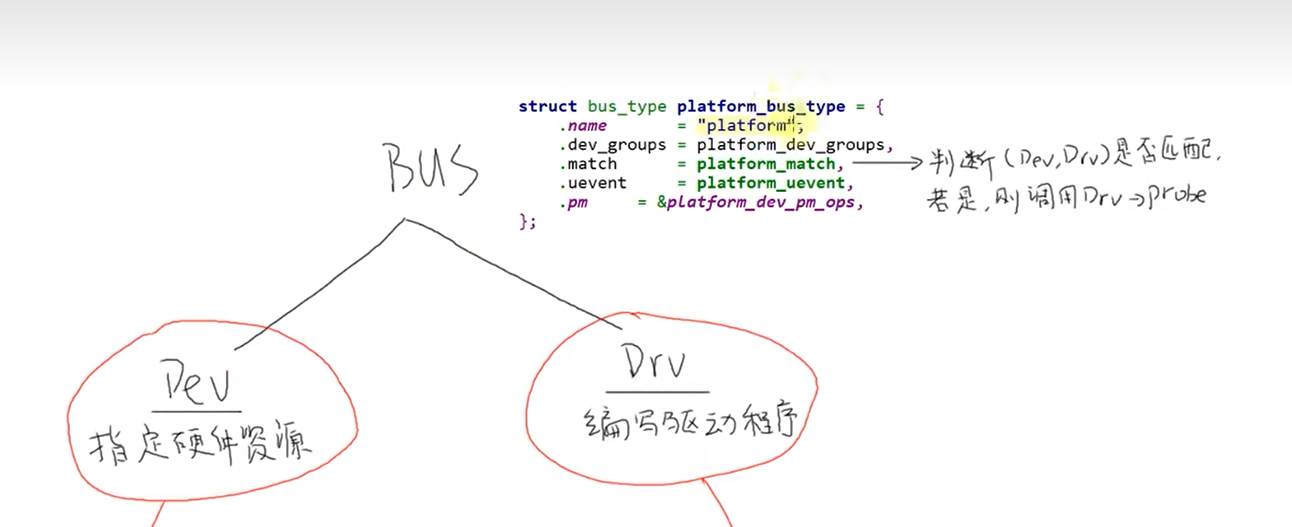 struct bus_type platform_bus_type = {
.name = "platform",
.dev_groups = platform_dev_groups,
.match = platform_match,
.uevent = platform_uevent,
.pm = &platform_dev_pm_ops,
};
判断(Dev,Drv)是否匹配,
若是,则调用Drv→probe
BUS
Dev
指定硬件资源
Drv
编写驱动程序